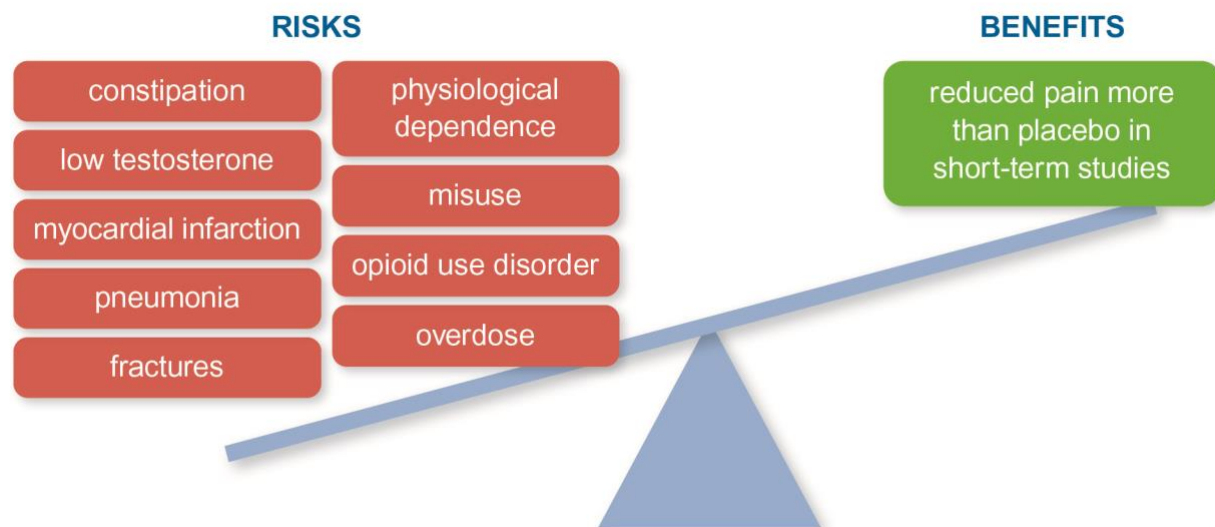 RISKS
constipation
low testosterone
myocardial infarction
pneumonia
fractures
physiological
dependence
misuse
opioid use disorder
overdose
BENEFITS
reduced pain more
than placebo in
short-term studies